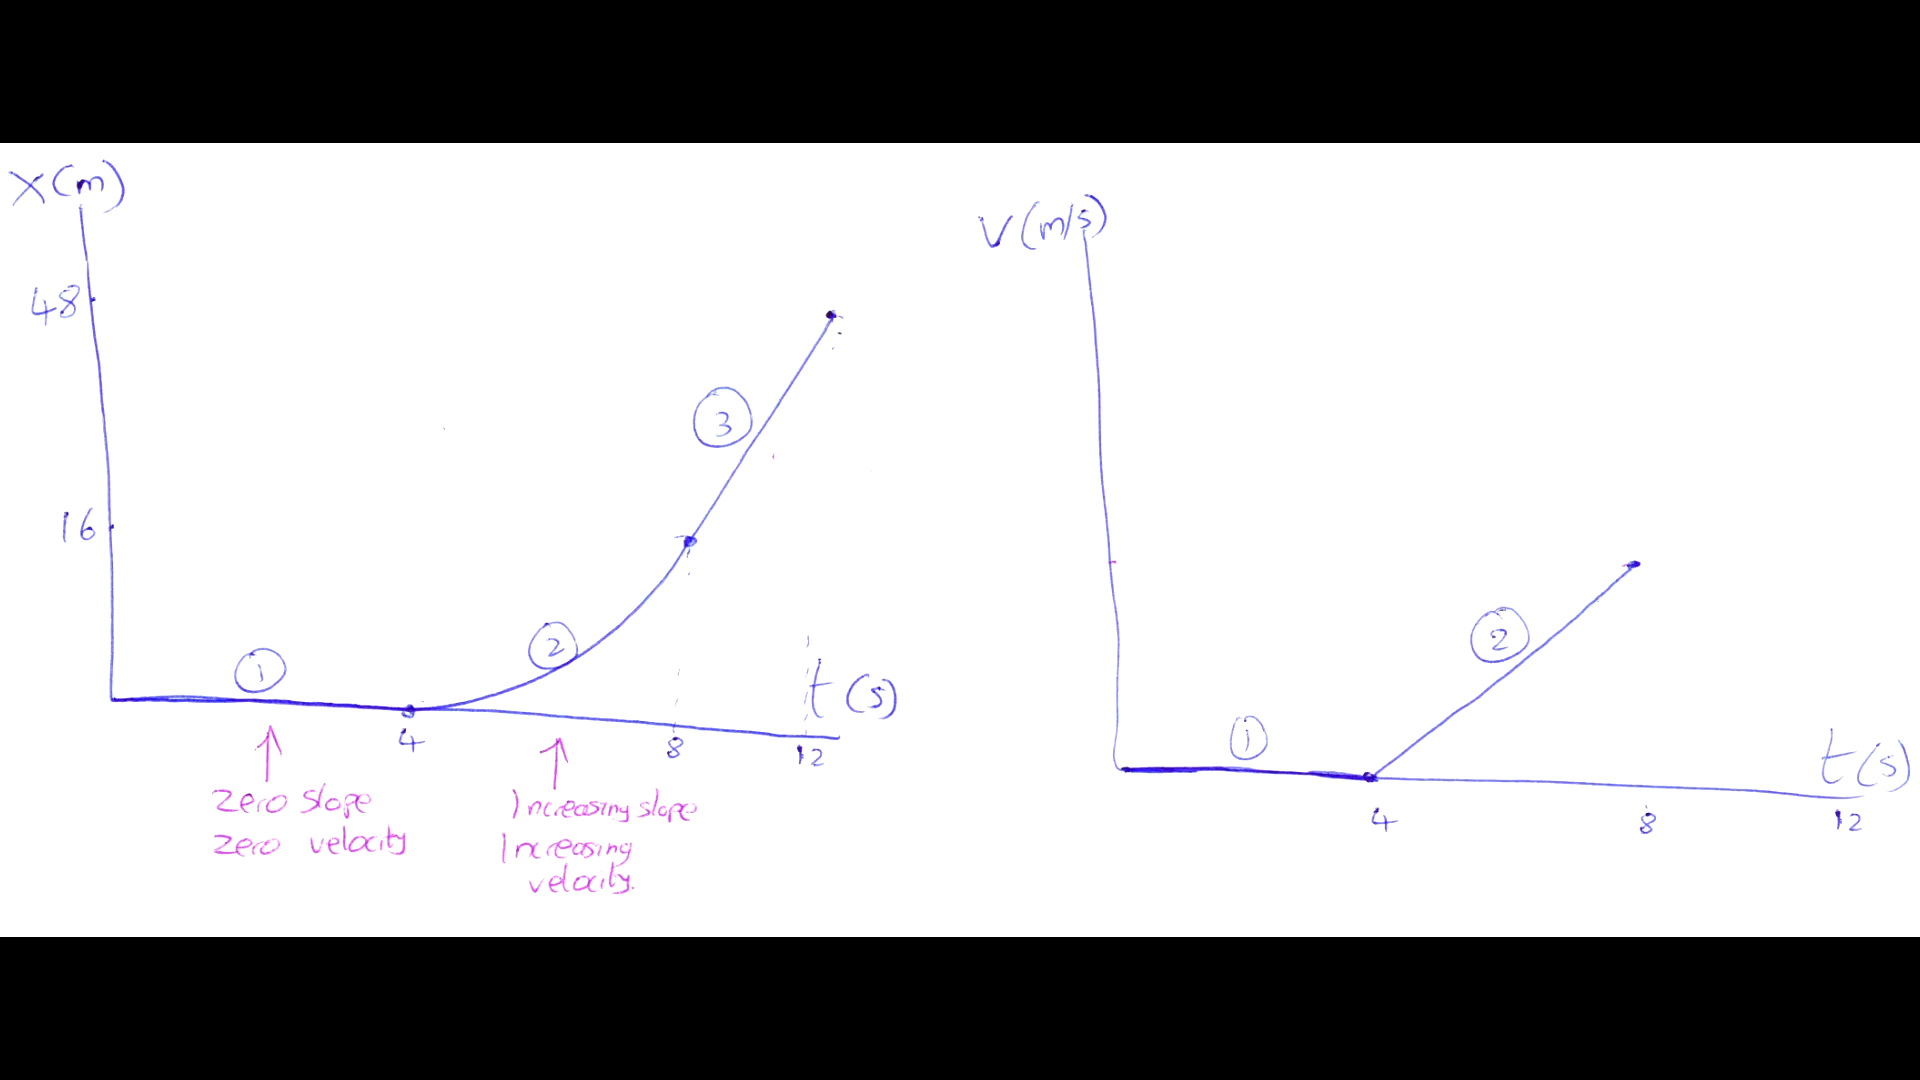 X(m)
48
16
1
2
3
4
8
12
t(s)
Zero slope
Zero velocity
Increasing slope
Increasing
velocity.
V(m/s)
1
2
4
8
12
t(s)